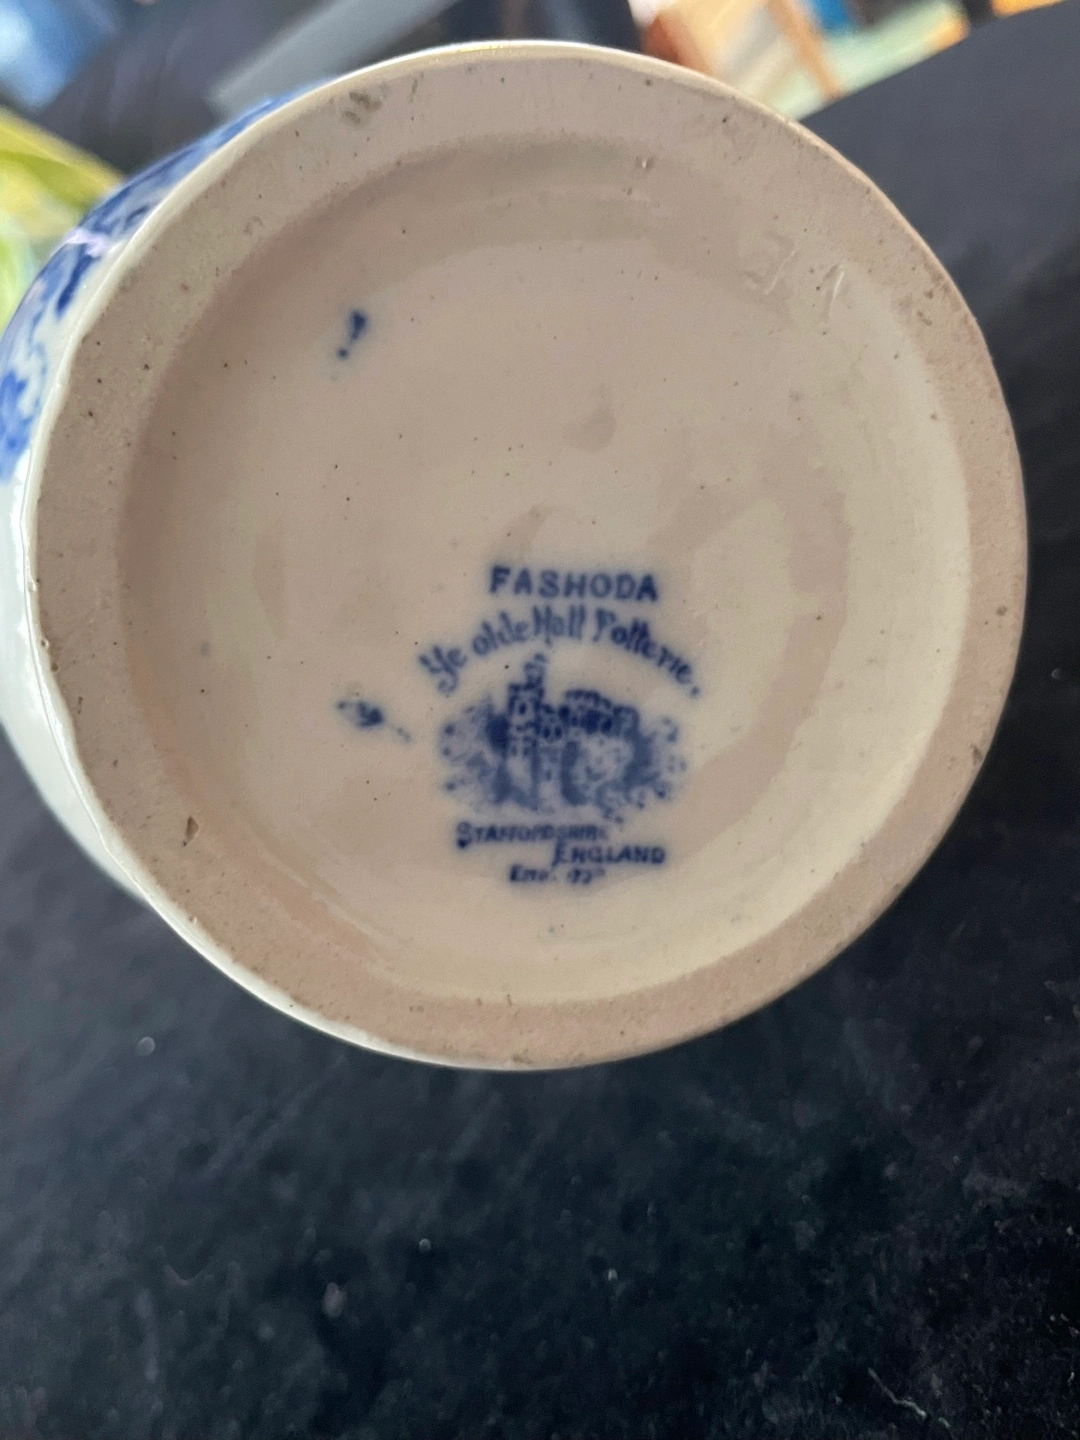 FASHODA
Ye olde Hall Potterie,
STAFFORDSHIRE,
ENGLAND